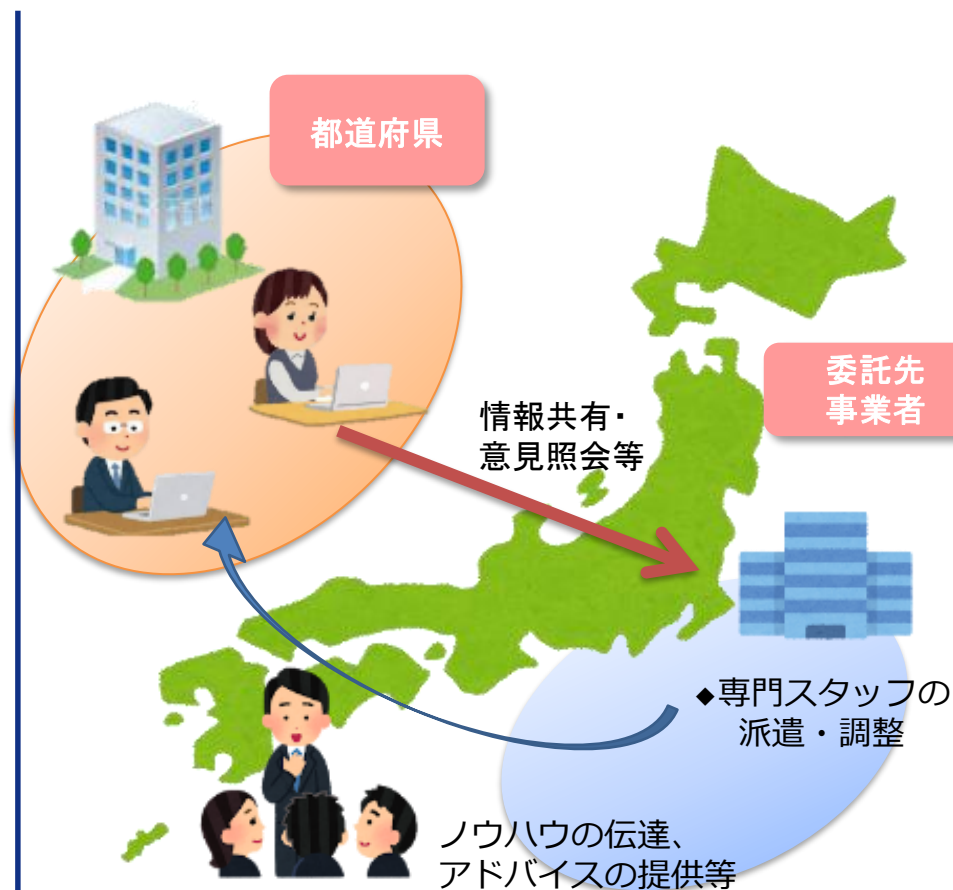 都道府県
委託先
事業者
情報共有・
意見照会等
◆専門スタッフの
派遣・調整
ノウハウの伝達、
アドバイスの提供等